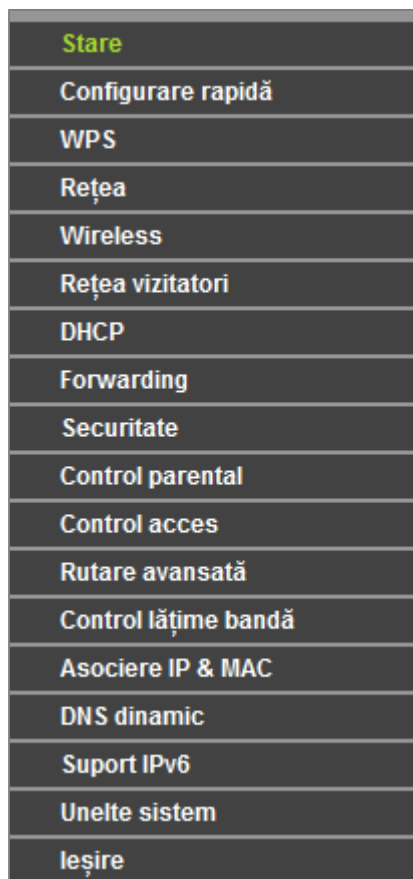 Stare
Configurare rapidă
WPS
Rețea
Wireless
Rețea vizitatori
DHCP
Forwarding
Securitate
Control parental
Control acces
Rutare avansată
Control lățime bandă
Asociere IP & MAC
DNS dinamic
Suport IPv6
Unelte sistem
Ieșire